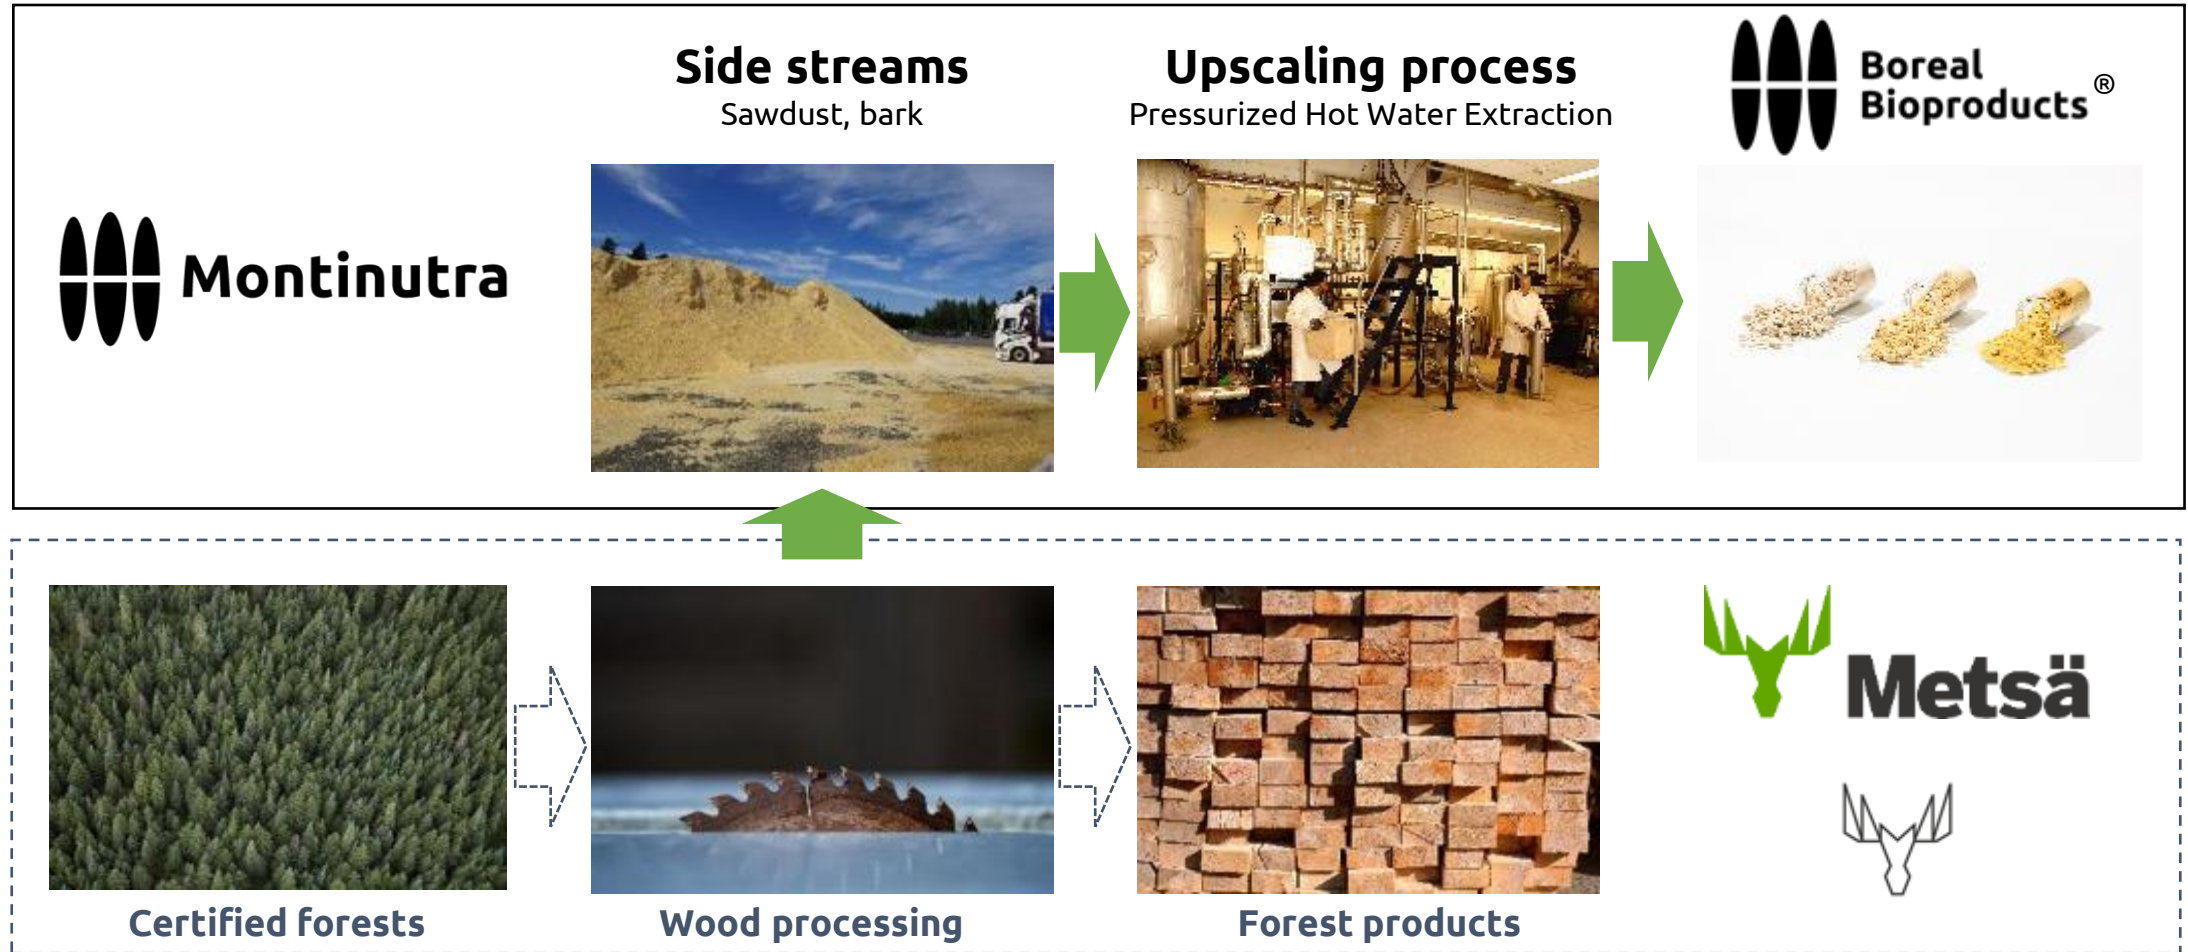 Side streams
Sawdust, bark
Upscaling process
Pressurized Hot Water Extraction
Boreal
Bioproducts®
Montinutra
Metsä
Certified forests
Wood processing
Forest products